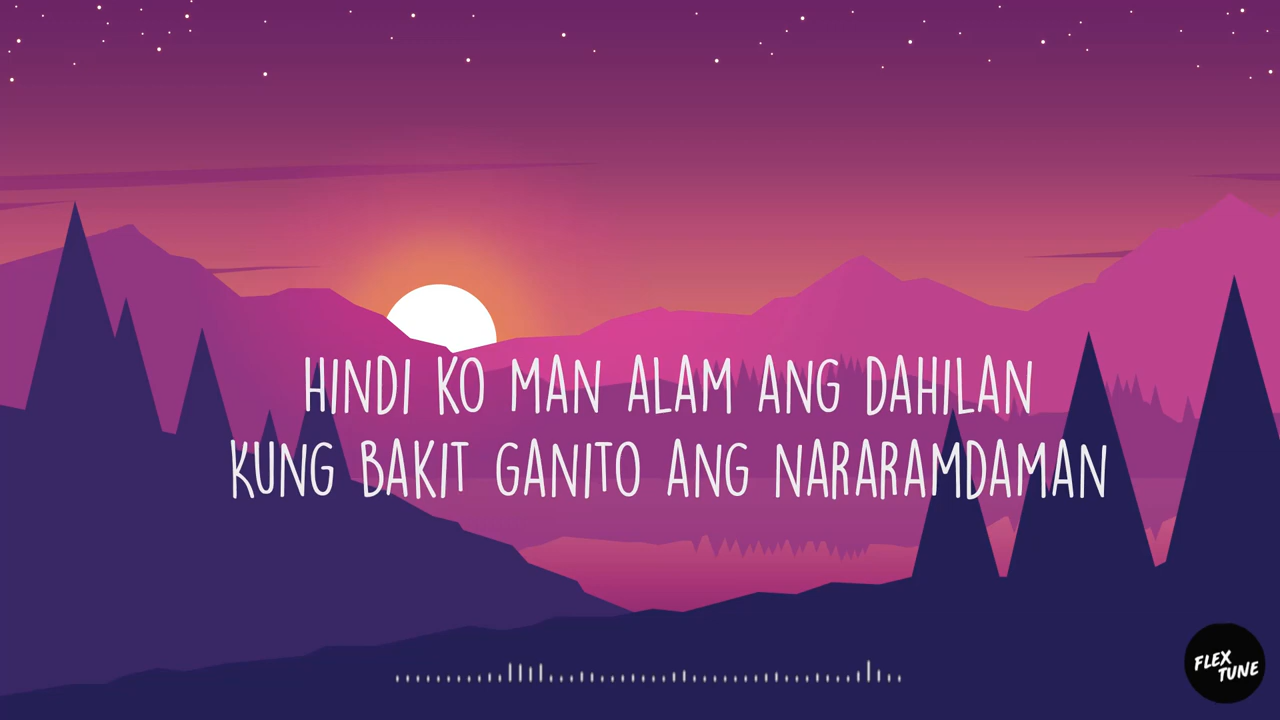 HINDI KO MAN ALAM ANG DAHILAN
KUNG BAKIT GANITO ANG NARARAMDAMAN
FLEX
TUNE